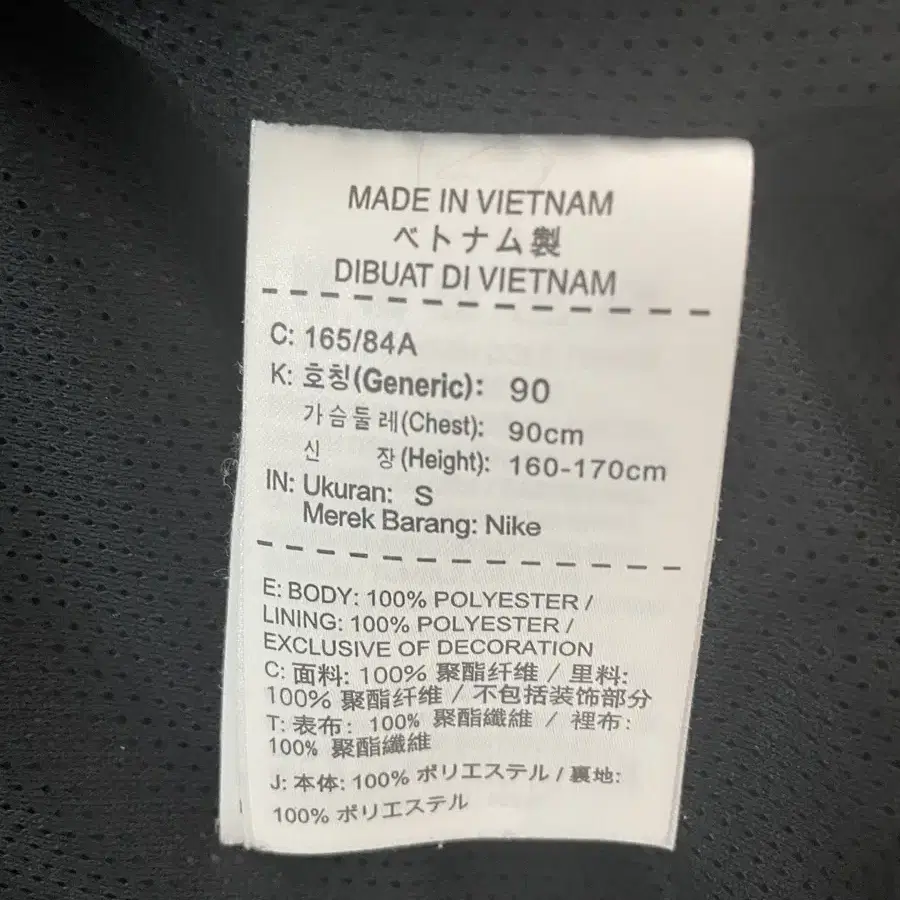 MADE IN VIETNAM
ベトナム製
DIBUAT DI VIETNAM
C: 165/84A
K: 호칭(Generic): 90
가슴둘레(Chest): 90cm
신 장(Height): 160-170cm
IN: Ukuran: S
Merek Barang: Nike
E: BODY: 100% POLYESTER /
LINING: 100% POLYESTER /
EXCLUSIVE OF DECORATION
C: 面料: 100% 聚酯纤维 / 里料:
100% 聚酯纤维 / 不包括装饰部分
T: 表布: 100% 聚酯纖維 / 裡布:
100% 聚酯纖維
J: 本体: 100% ポリエステル / 裏地:
100% ポリエステル